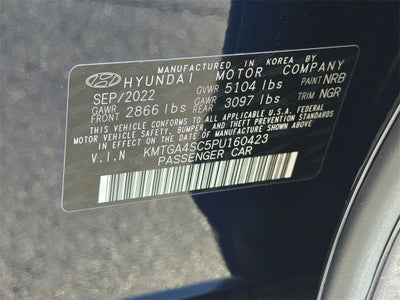 MANUFACTURED IN KOREA BY
HYUNDAI MOTOR COMPANY
SEP/2022 GVWR 5104 lbs PAINT NRB
GAWR FRONT 2866 lbs GAWR REAR 3097 lbs TRIM NGR
THIS VEHICLE CONFORMS TO ALL APPLICABLE U.S.A. FEDERAL
MOTOR VEHICLE SAFETY, BUMPER, AND THEFT PREVENTION STANDARDS
IN EFFECT ON THE DATE OF MANUFACTURE SHOWN ABOVE.
V.I.N KMTGA4SC5PU160423
PASSENGER CAR